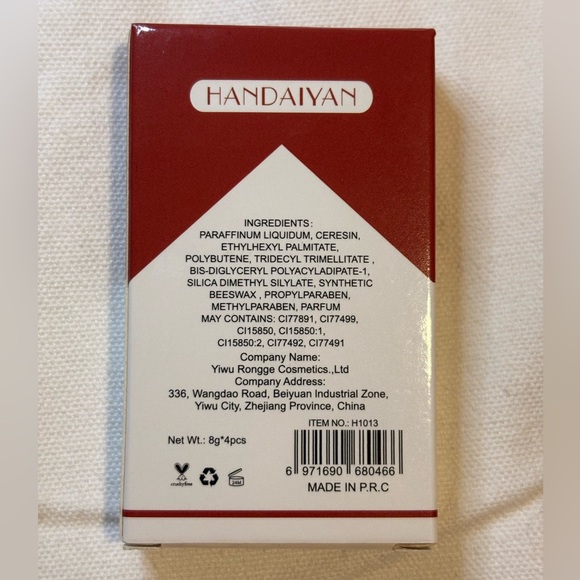 HANDAIYAN
INGREDIENTS:
PARAFFINUM LIQUIDUM, CERESIN,
ETHYLHEXYL PALMITATE,
POLYBUTENE, TRIDECYL TRIMELLITATE ,
BIS-DIGLYCERYL POLYACYLADIPATE-1,
SILICA DIMETHYL SILYLATE, SYNTHETIC
BEESWAX , PROPYLPARABEN,
METHYLPARABEN, PARFUM
MAY CONTAINS: CI77891, CI77499,
CI15850, CI15850:1,
CI15850:2, CI77492, CI77491
Company Name:
Yiwu Rongge Cosmetics.,Ltd
Company Address:
336, Wangdao Road, Beiyuan Industrial Zone,
Yiwu City, Zhejiang Province, China
ITEM NO.: H1013
Net Wt.: 8g*4pcs
6 971690 680466
crueltyfree
24M
MADE IN P.R.C